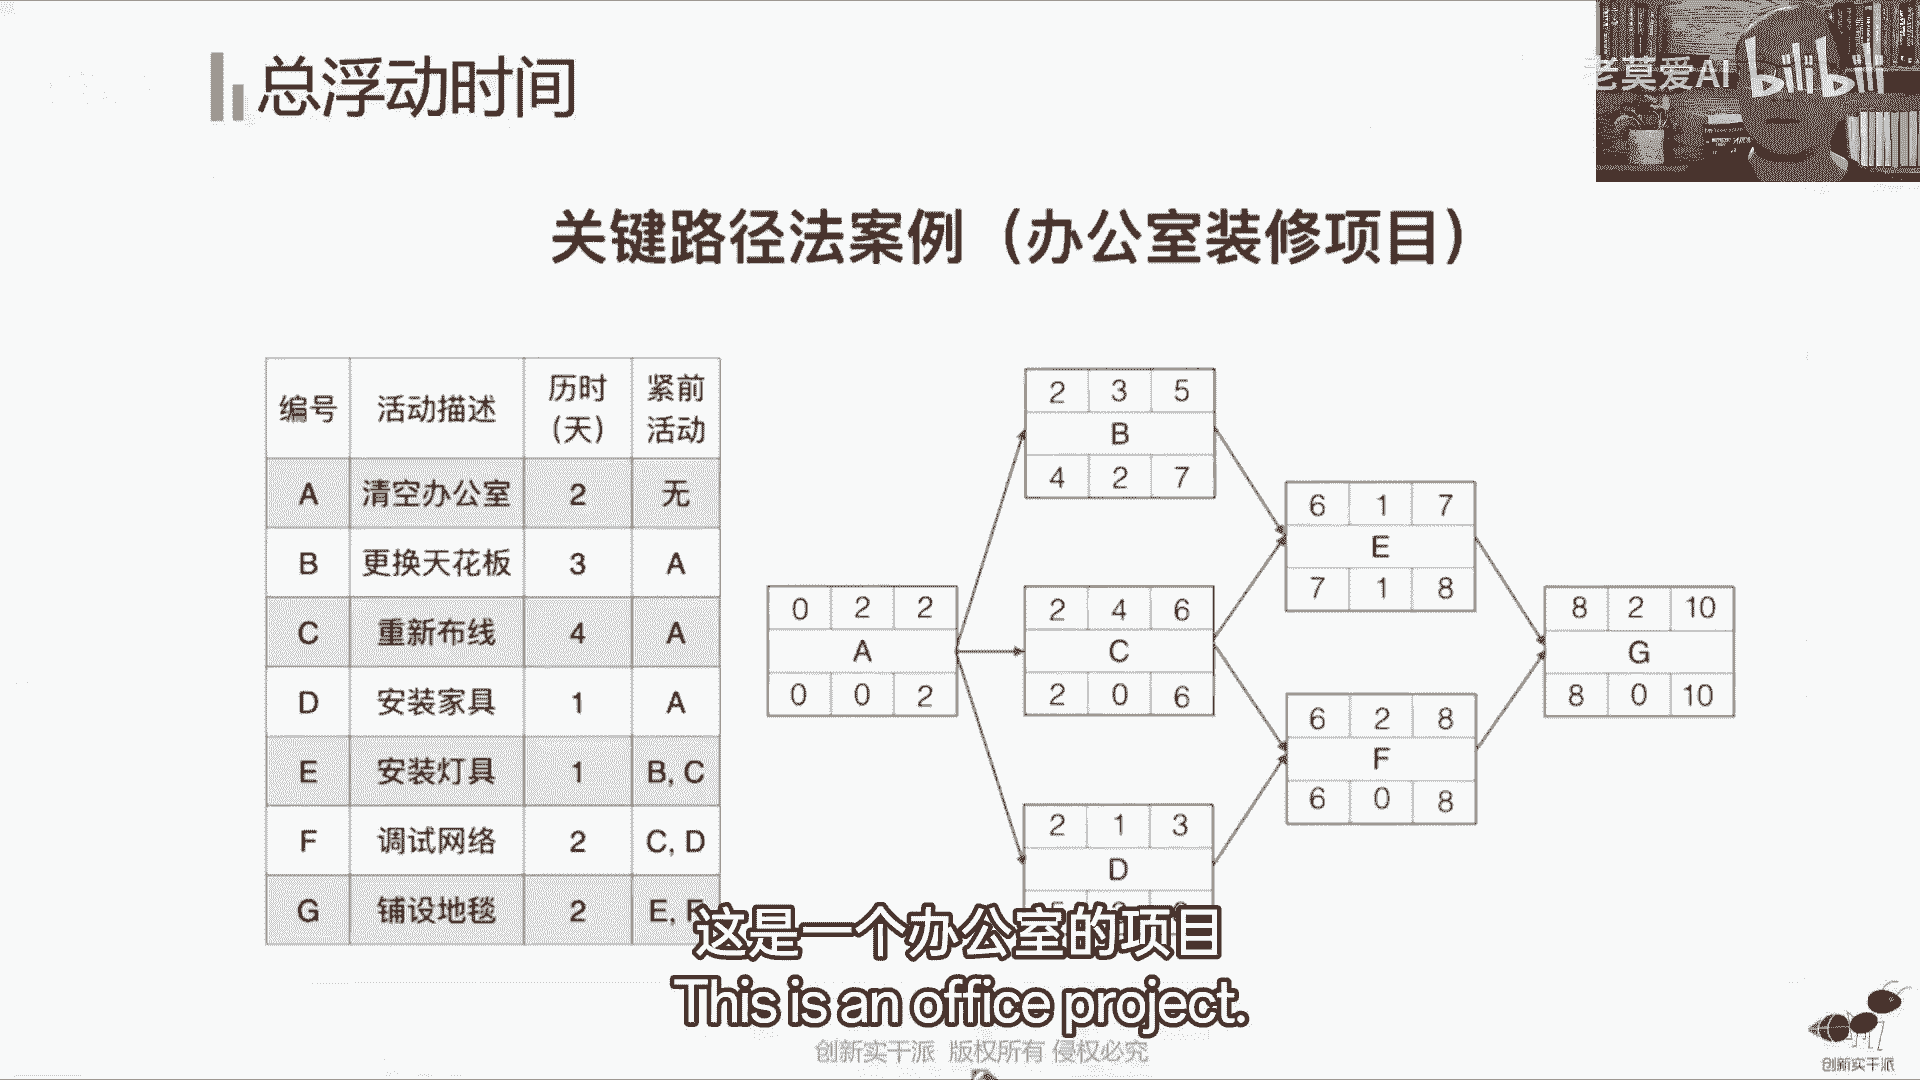 总浮动时间
老莫爱AI bilibili
关键路径法案例（办公室装修项目）
编号 活动描述 历时（天） 紧前活动
A 清空办公室 2 无
B 更换天花板 3 A
C 重新布线 4 A
D 安装家具 1 A
E 安装灯具 1 B, C
F 调试网络 2 C, D
G 铺设地毯 2 E, F
0 2 2
A
0 0 2
2 3 5
B
4 2 7
2 4 6
C
2 0 6
2 1 3
D
6 1 7
E
7 1 8
6 2 8
F
6 0 8
8 2 10
G
8 0 10
这是一个办公室的项目
This is an office project.
创新实干派 版权所有 侵权必究
创新实干派